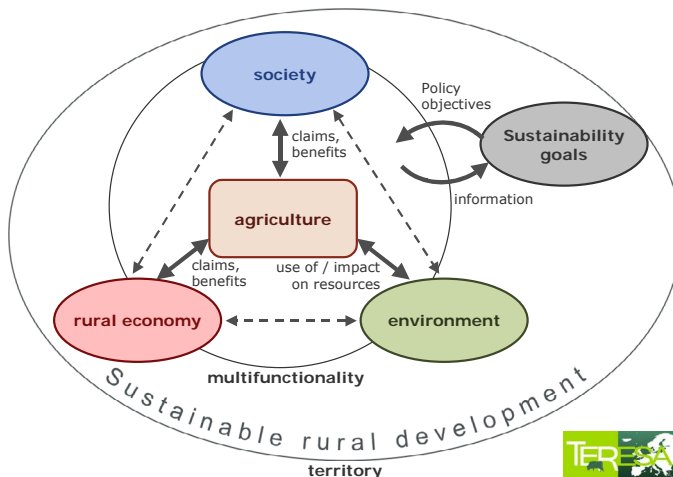 society
Policy
objectives
Sustainability
goals
claims,
benefits
information
agriculture
claims,
benefits
use of / impact
on resources
rural economy
environment
multifunctionality
Sustainable rural development
territory
TERESA